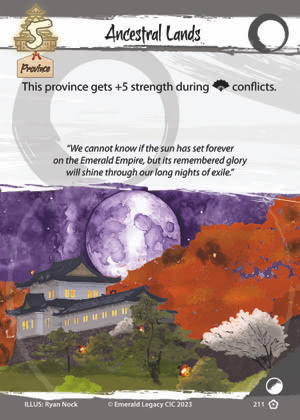 Ancestral Lands
5
Province
This province gets +5 strength during conflicts.
“We cannot know if the sun has set forever
on the Emerald Empire, but its remembered glory
will shine through our long nights of exile.”
ILLUS: Ryan Nock © Emerald Legacy CIC 2023 211